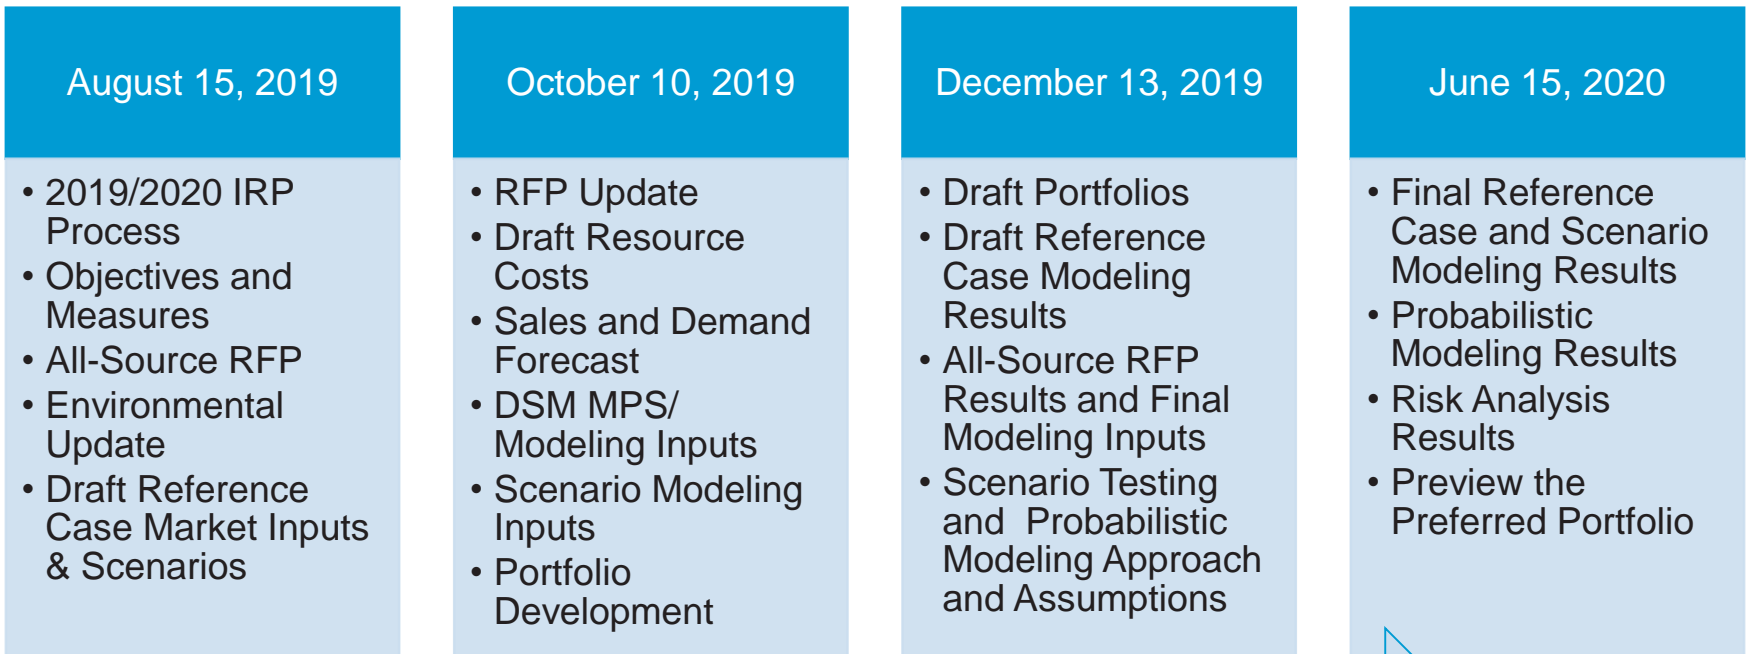 August 15, 2019
• 2019/2020 IRP
Process
• Objectives and
Measures
• All-Source RFP
• Environmental
Update
• Draft Reference
Case Market Inputs
& Scenarios
October 10, 2019
• RFP Update
• Draft Resource
Costs
• Sales and Demand
Forecast
• DSM MPS/
Modeling Inputs
• Scenario Modeling
Inputs
• Portfolio
Development
December 13, 2019
• Draft Portfolios
• Draft Reference
Case Modeling
Results
• All-Source RFP
Results and Final
Modeling Inputs
• Scenario Testing
and Probabilistic
Modeling Approach
and Assumptions
June 15, 2020
• Final Reference
Case and Scenario
Modeling Results
• Probabilistic
Modeling Results
• Risk Analysis
Results
• Preview the
Preferred Portfolio